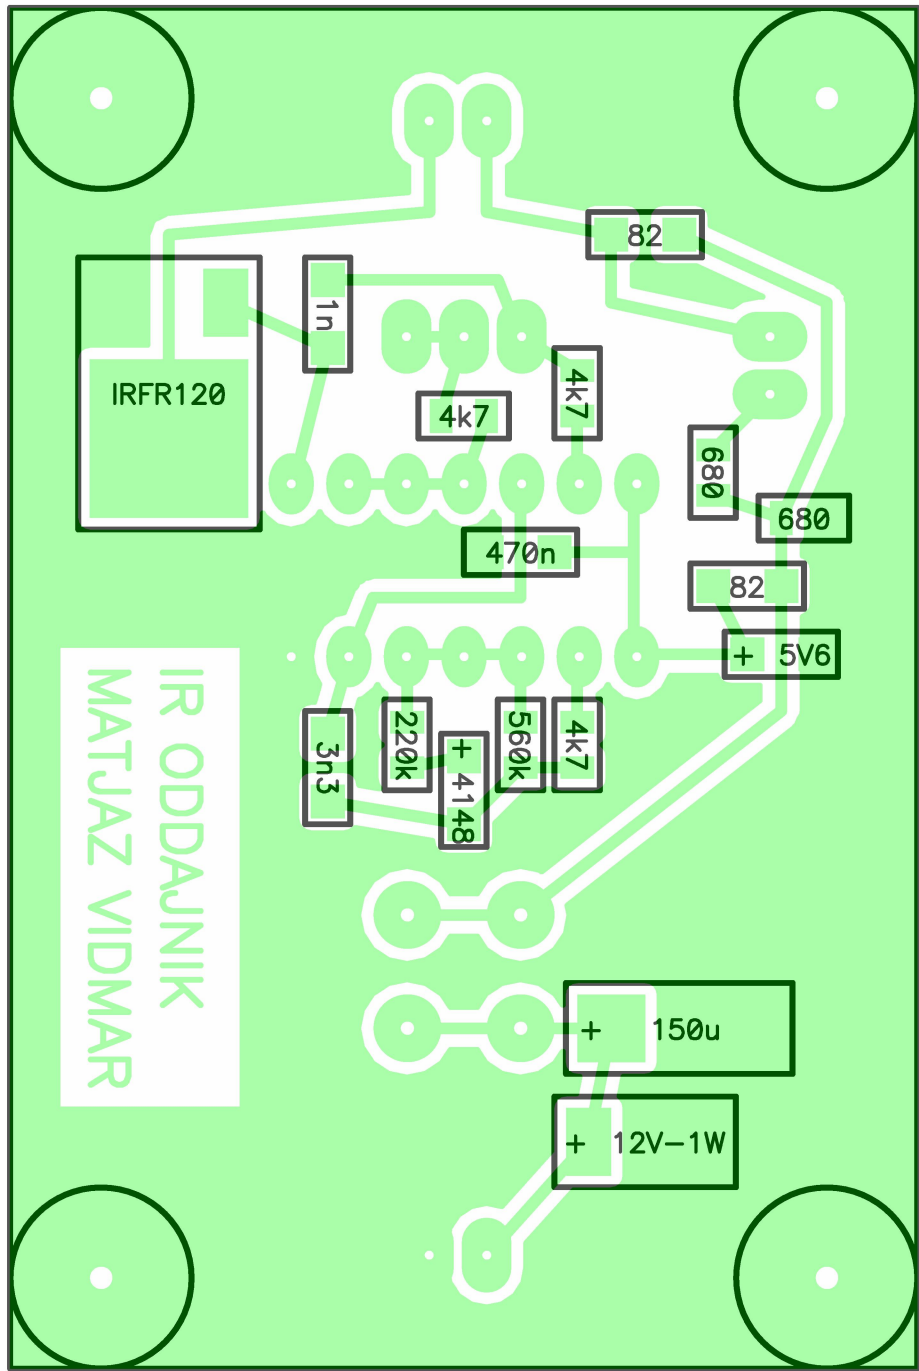 82
1n
IRFR120
4k7
4k7
680
680
470n
82
+ 5V6
3n3
220k
+ 4148
560k
4k7
IR ODDAJNIK
MATJAZ VIDMAR
+ 150u
+ 12V-1W